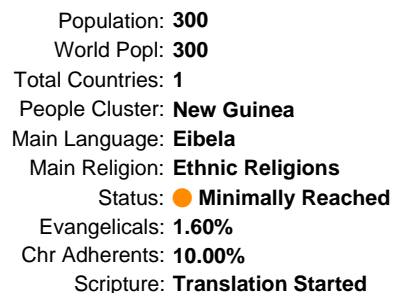 Population: 300
World Popl: 300
Total Countries: 1
People Cluster: New Guinea
Main Language: Eibela
Main Religion: Ethnic Religions
Status: Minimally Reached
Evangelicals: 1.60%
Chr Adherents: 10.00%
Scripture: Translation Started